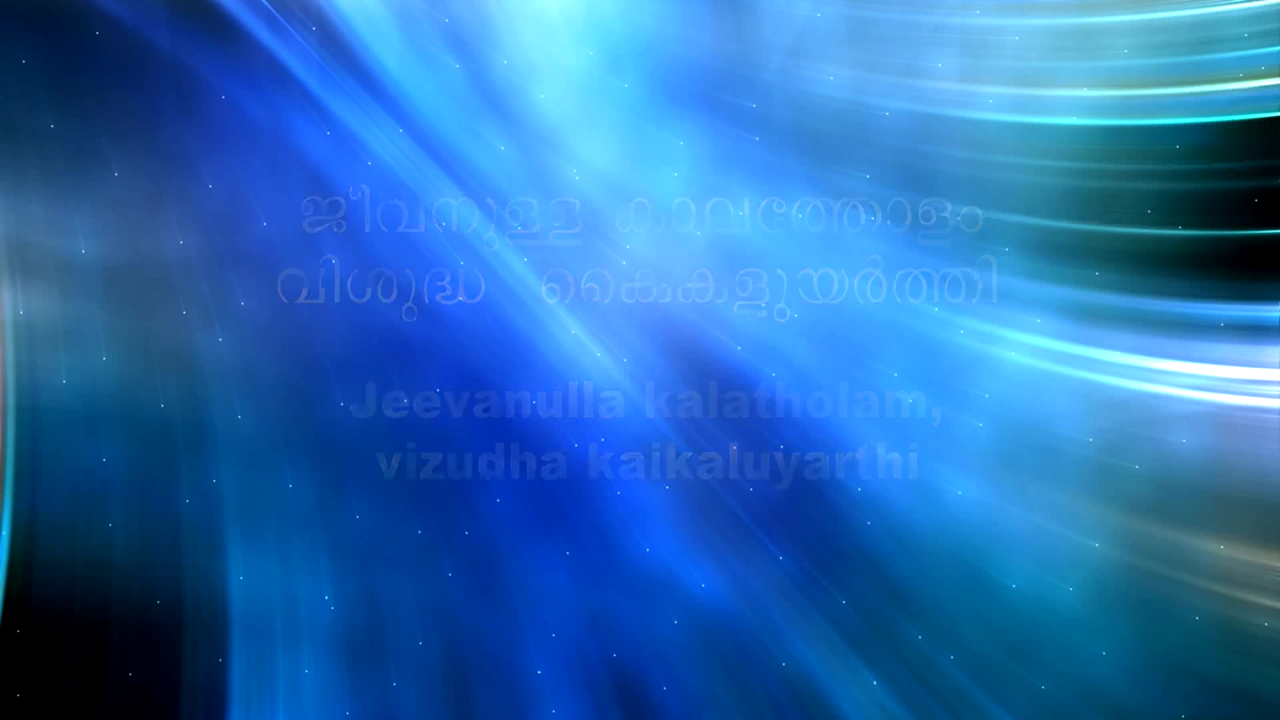 ജീവനുള്ള കാലത്തോളം
വിശുദ്ധ കൈകളുയർത്തി
Jeevanulla kalatholam,
vizudha kaikaluyarthi